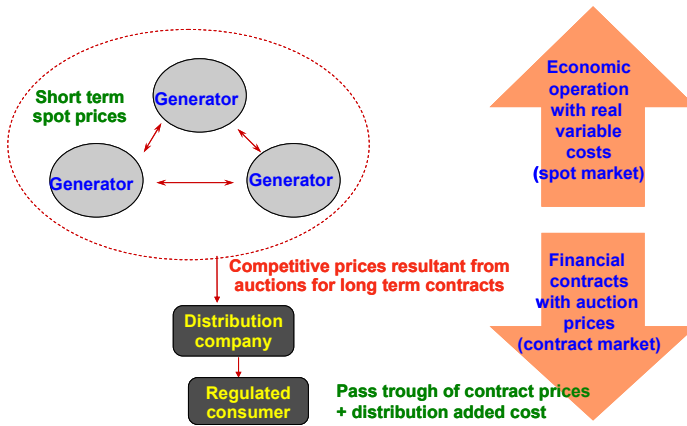 Short term
spot prices
Generator
Generator
Generator
Economic
operation
with real
variable
costs
(spot market)
Competitive prices resultant from
auctions for long term contracts
Financial
contracts
with auction
prices
(contract market)
Distribution
company
Regulated
consumer
Pass trough of contract prices
+ distribution added cost